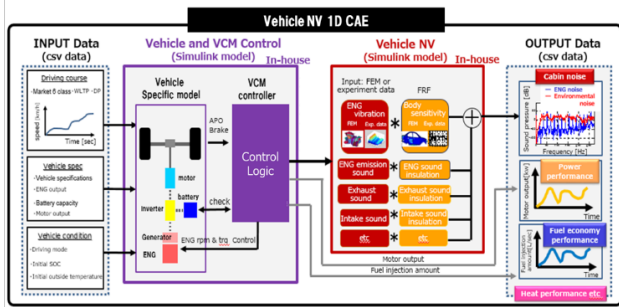 Vehicle NV 1D CAE
INPUT Data
(csv data)
Driving course
-Market 6 class -WLTP -DP
speed [km/h]
Time [sec]
Vehicle spec
- Vehicle specifications
- ENG output
- Battery capacity
- Motor output
Vehicle condition
-Driving mode
-Initial SOC
-Initial outside temperature
Vehicle and VCM Control
(Simulink model)
In-house
Vehicle
Specific model
motor
battery
inverter
Generator
ENG
APO
Brake
check
ENG rpm & trq Control
VCM
controller
Control
Logic
Vehicle NV
(Simulink model)
In-house
Input: FEM or
experiment data
FRF
ENG
vibration
FEM Exp. data
*
Body
sensitivity
FEM Exp. data
ENG emission
sound
*
ENG sound
insulation
Exhaust
sound
*
Exhaust sound
insulation
Intake sound
*
Intake sound
insulation
etc
*
etc
Motor output
Fuel injection amount
OUTPUT Data
(csv data)
Cabin noise
ENG noise
Environmental
noise
Sound pressure [dB]
Frequency [Hz]
Power
performance
Motor output[kw]
Time
Fuel economy
performance
Fuel injection
amount[L/sec]
Time
Heat performance etc